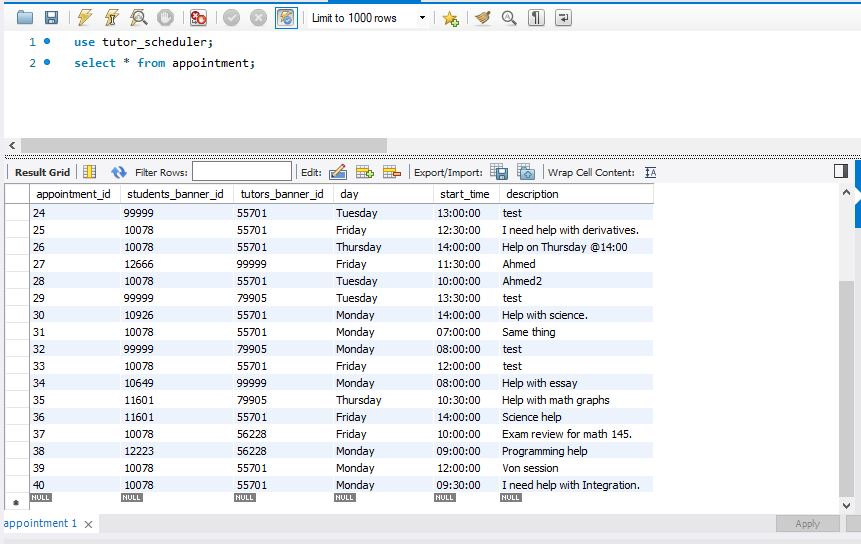 Limit to 1000 rows
1 use tutor_scheduler;
2 select * from appointment;
Result Grid Filter Rows: Edit: Export/Import: Wrap Cell Content:
appointment_id students_banner_id tutors_banner_id day start_time description
24 99999 55701 Tuesday 13:00:00 test
25 10078 55701 Friday 12:30:00 I need help with derivatives.
26 10078 55701 Thursday 14:00:00 Help on Thursday @14:00
27 12666 99999 Friday 11:30:00 Ahmed
28 10078 55701 Tuesday 10:00:00 Ahmed2
29 99999 79905 Tuesday 13:30:00 test
30 10926 55701 Monday 14:00:00 Help with science.
31 10078 55701 Monday 07:00:00 Same thing
32 99999 79905 Monday 08:00:00 test
33 10078 55701 Friday 12:00:00 test
34 10649 99999 Monday 08:00:00 Help with essay
35 11601 79905 Thursday 10:30:00 Help with math graphs
36 11601 55701 Friday 14:00:00 Science help
37 10078 56228 Friday 10:00:00 Exam review for math 145.
38 12223 56228 Monday 09:00:00 Programming help
39 10078 55701 Monday 12:00:00 Von session
40 10078 55701 Monday 09:30:00 I need help with Integration.
NULL NULL NULL NULL NULL NULL
appointment 1 Apply